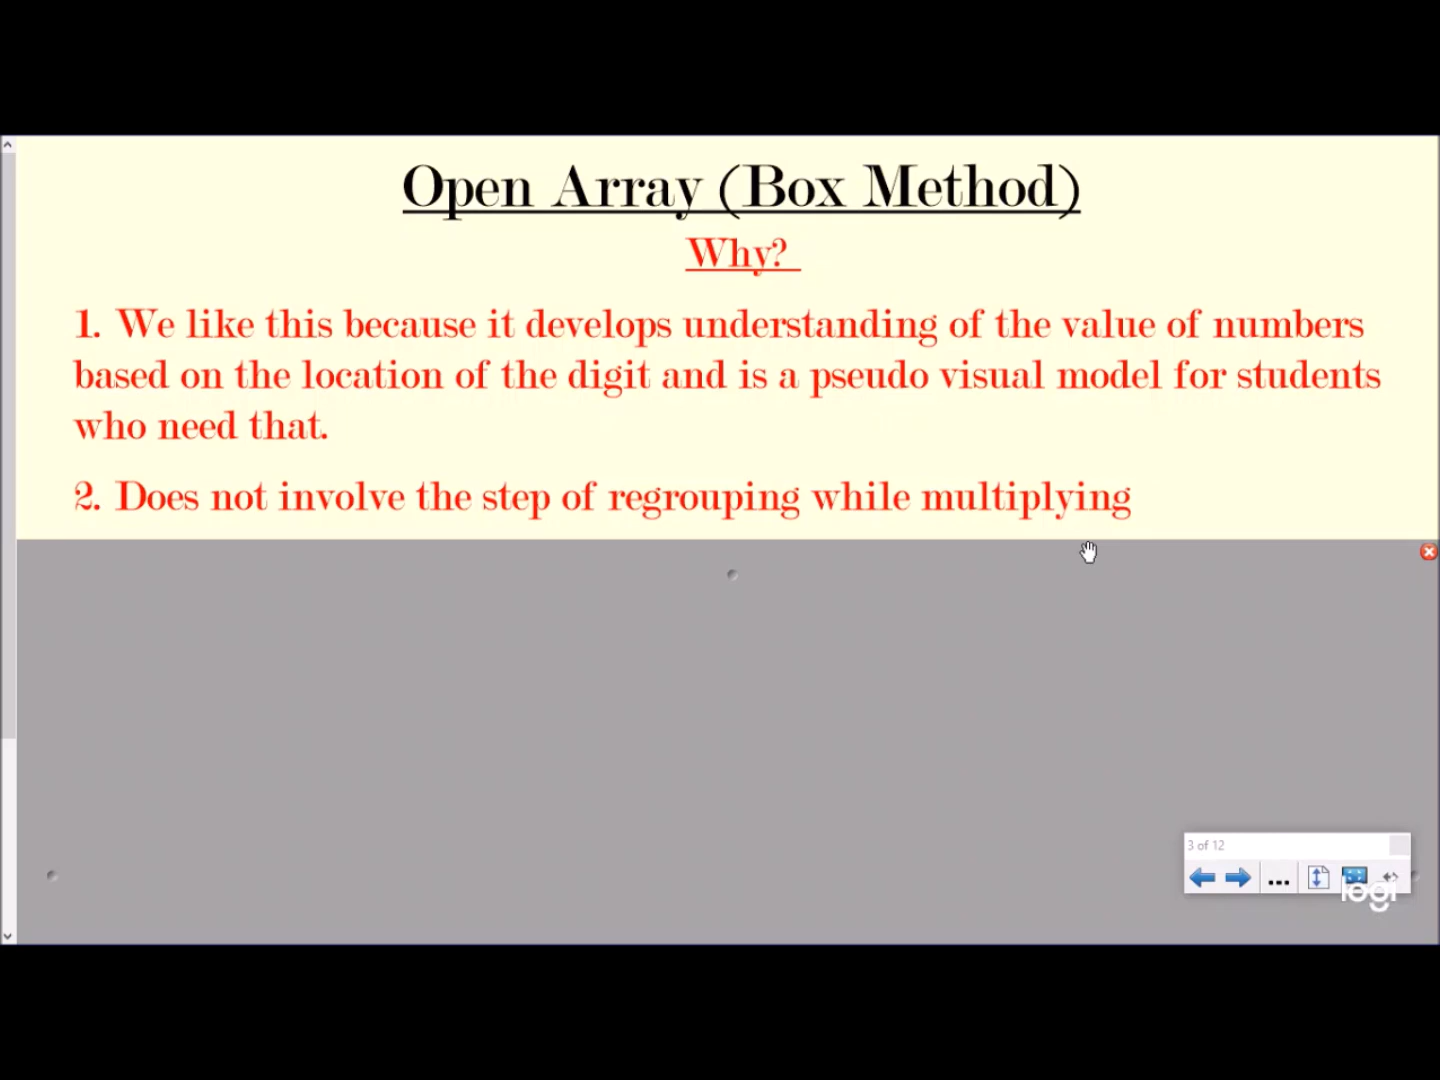 Open Array (Box Method)
Why?
1. We like this because it develops understanding of the value of numbers
based on the location of the digit and is a pseudo visual model for students
who need that.
2. Does not involve the step of regrouping while multiplying
3 of 12
logi